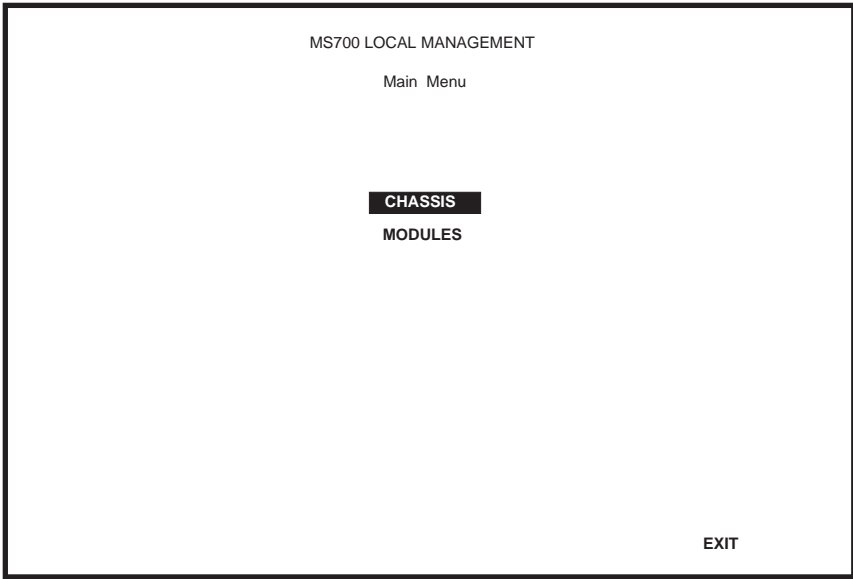 MS700 LOCAL MANAGEMENT
Main Menu
CHASSIS
MODULES
EXIT